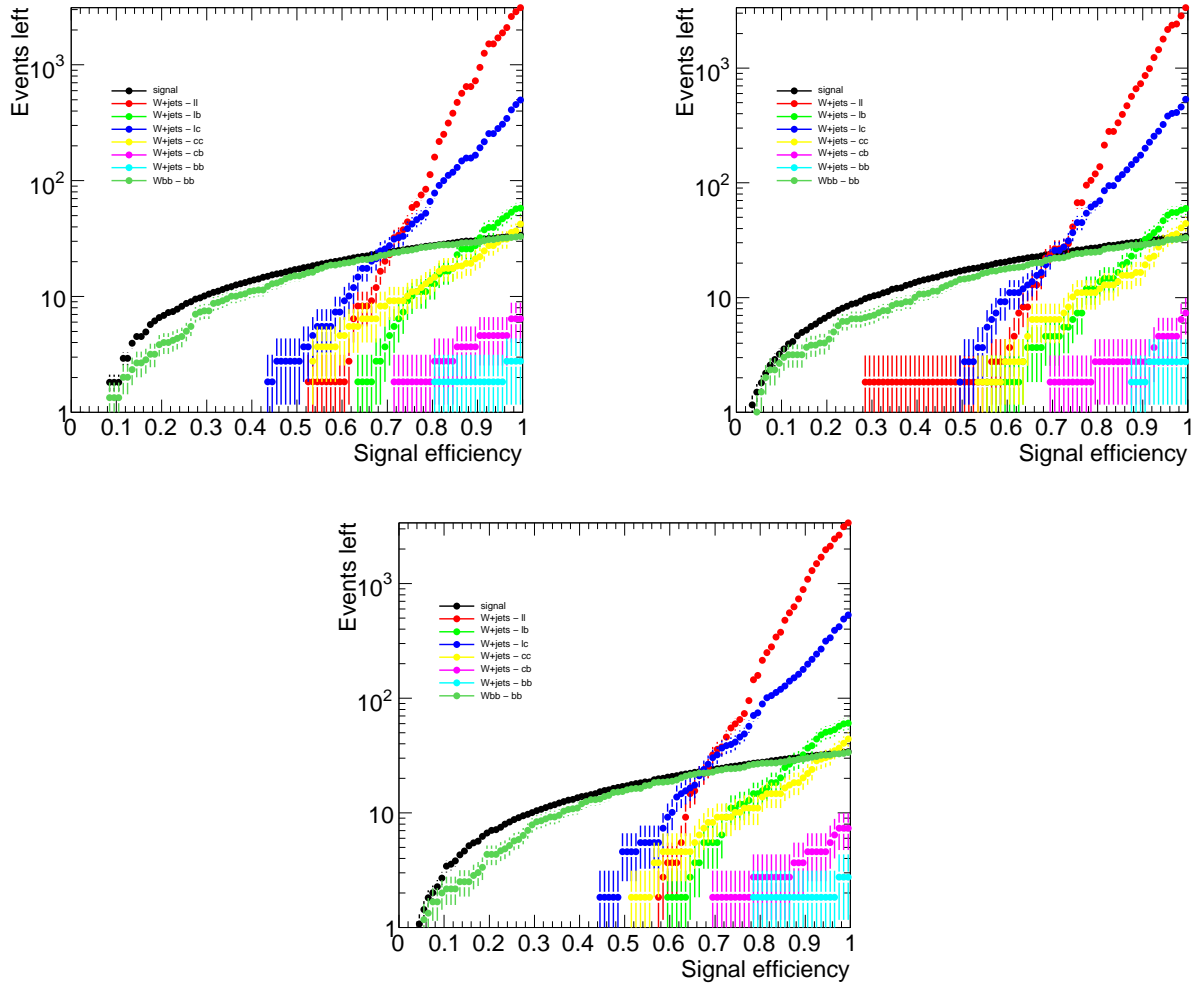 Events left
10³
10²
10
1
signal
W+jets − ll
W+jets − lb
W+jets − lc
W+jets − cc
W+jets − cb
W+jets − bb
Wbb − bb
0 0.1 0.2 0.3 0.4 0.5 0.6 0.7 0.8 0.9 1
Signal efficiency
Events left
10³
10²
10
1
signal
W+jets − ll
W+jets − lb
W+jets − lc
W+jets − cc
W+jets − cb
W+jets − bb
Wbb − bb
0 0.1 0.2 0.3 0.4 0.5 0.6 0.7 0.8 0.9 1
Signal efficiency
Events left
10³
10²
10
1
signal
W+jets − ll
W+jets − lb
W+jets − lc
W+jets − cc
W+jets − cb
W+jets − bb
Wbb − bb
0 0.1 0.2 0.3 0.4 0.5 0.6 0.7 0.8 0.9 1
Signal efficiency